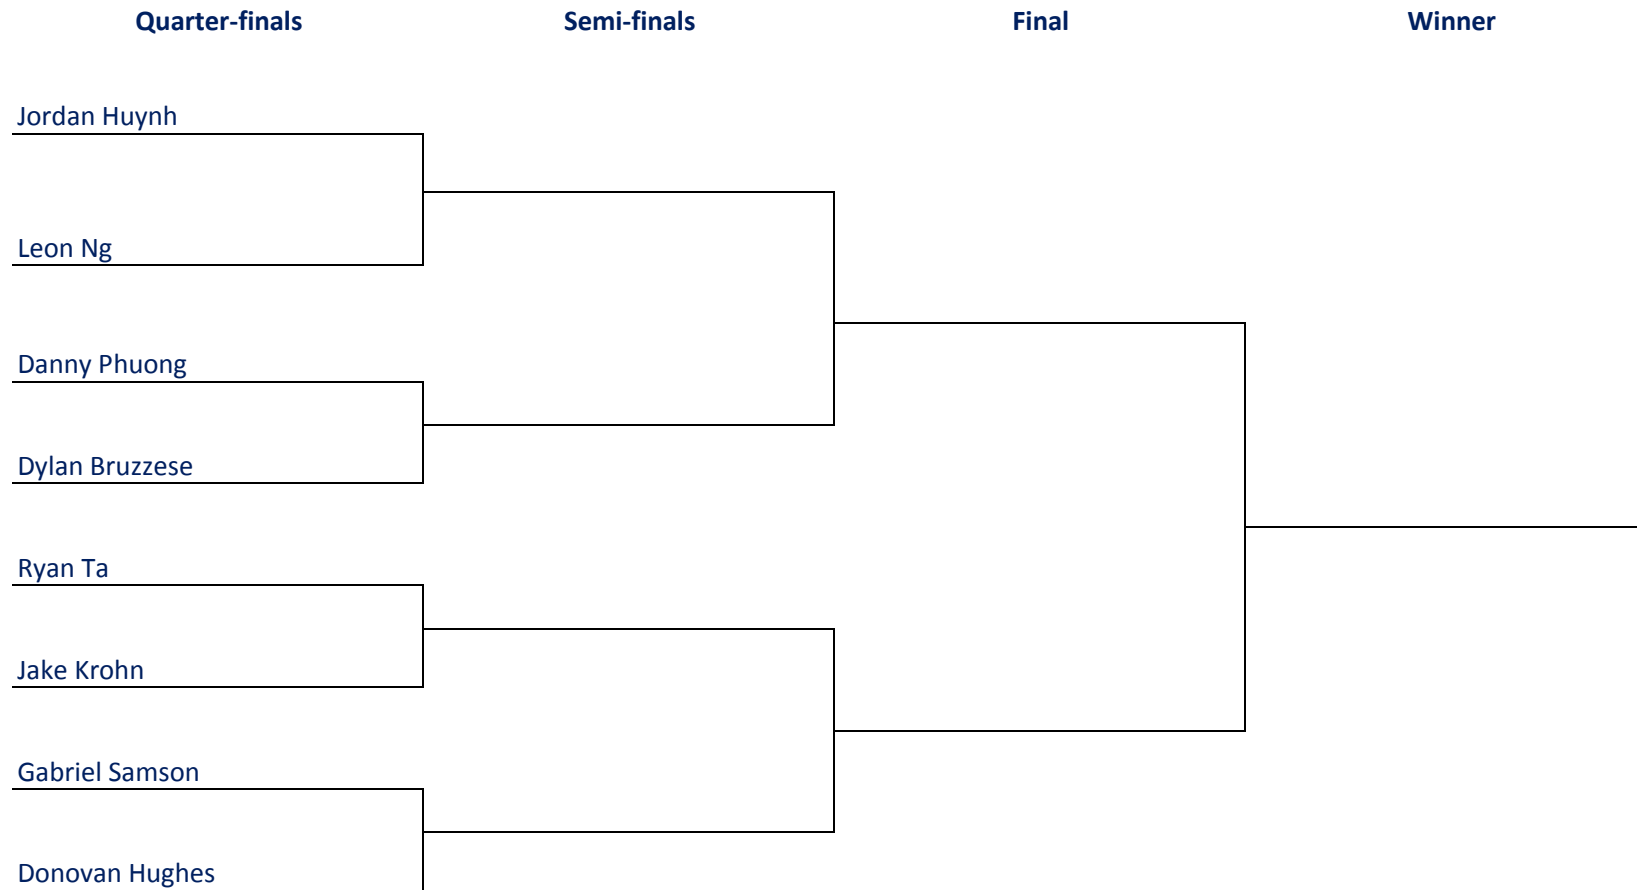 Quarter-finals Semi-finals Final Winner
Jordan Huynh
Leon Ng
Danny Phuong
Dylan Bruzzese
Ryan Ta
Jake Krohn
Gabriel Samson
Donovan Hughes